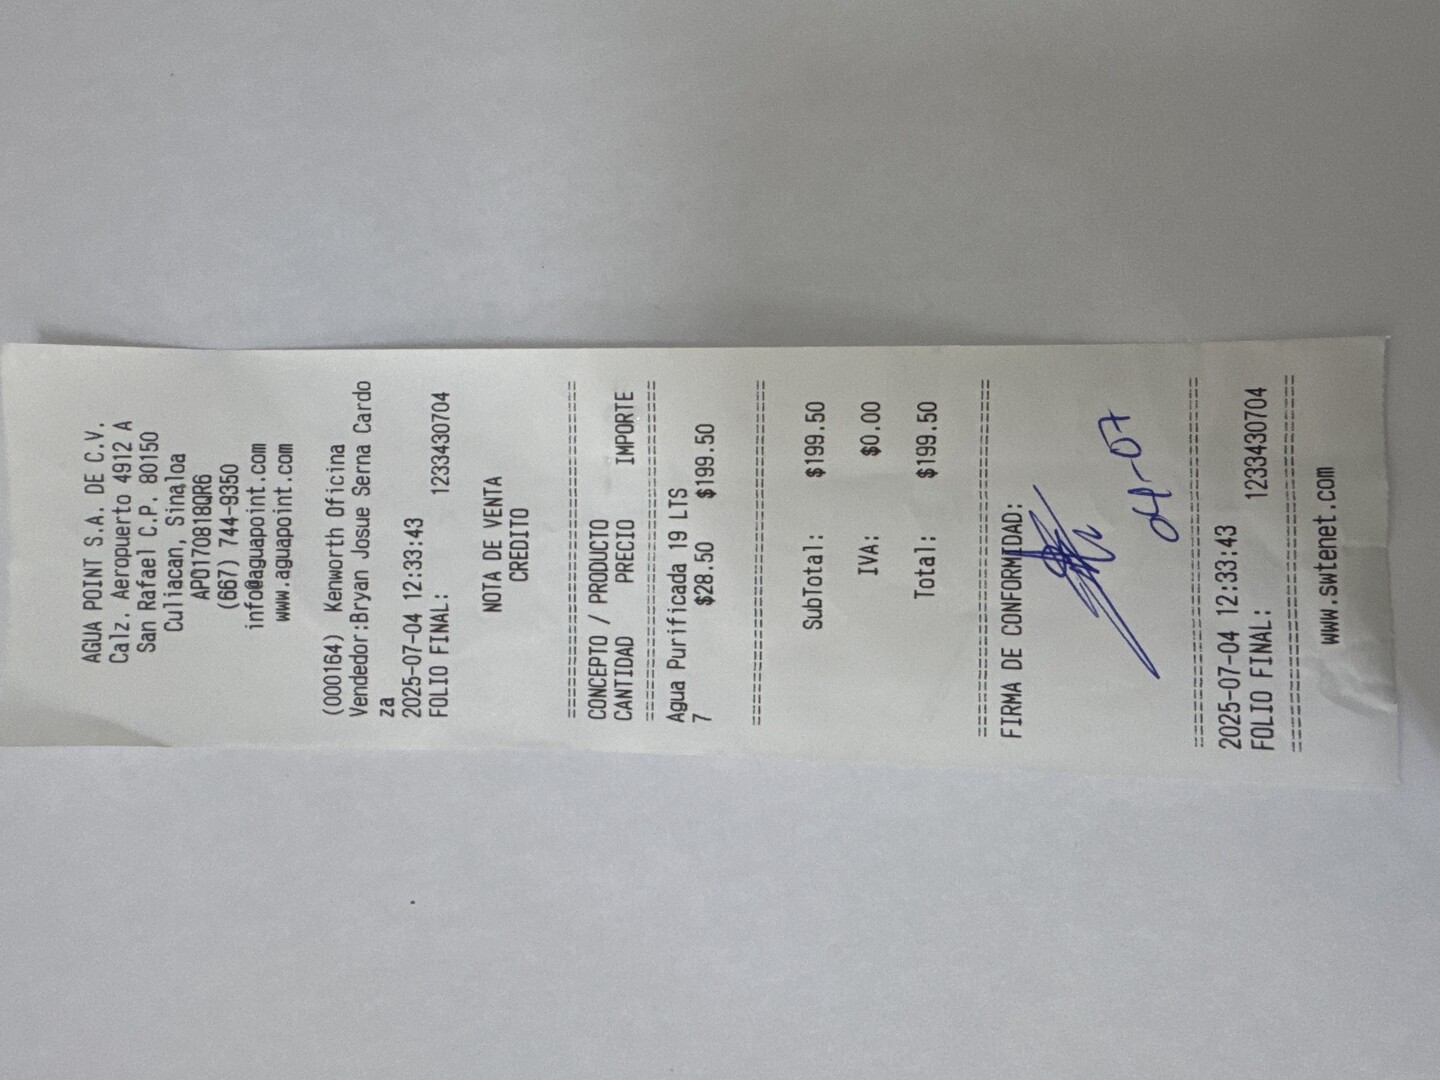 AGUA POINT S.A. DE C.V.
Calz. Aeropuerto 4912 A
San Rafael C.P. 80150
Culiacan, Sinaloa
APO170818QR6
(667) 744-9350
info@aguapoint.com
www.aguapoint.com
(000164) Kenworth Oficina
Vendedor:Bryan Josue Serna Cardo
za
2025-07-04 12:33:43
FOLIO FINAL: 1233430704
NOTA DE VENTA
CREDITO
================================
CONCEPTO / PRODUCTO
CANTIDAD PRECIO IMPORTE
================================
Agua Purificada 19 LTS
7 $28.50 $199.50
================================
SubTotal: $199.50
IVA: $0.00
Total: $199.50
================================
FIRMA DE CONFORMIDAD:
04-07
================================
2025-07-04 12:33:43
FOLIO FINAL: 1233430704
================================
www.swtenet.com